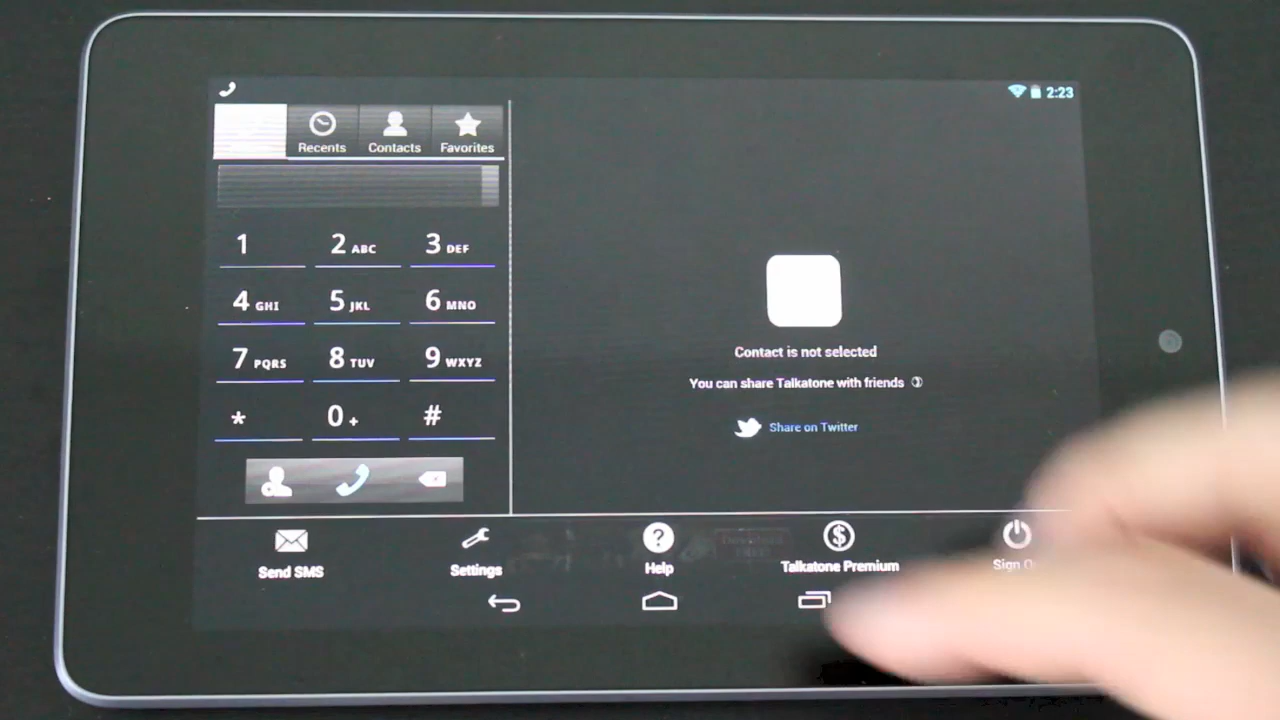 2:23
Recents Contacts Favorites
1 2 ABC 3 DEF
4 GHI 5 JKL 6 MNO
7 PQRS 8 TUV 9 WXYZ
* 0 + #
Contact is not selected
You can share Talkatone with friends
Share on Twitter
Send SMS Settings Help Talkatone Premium Sign